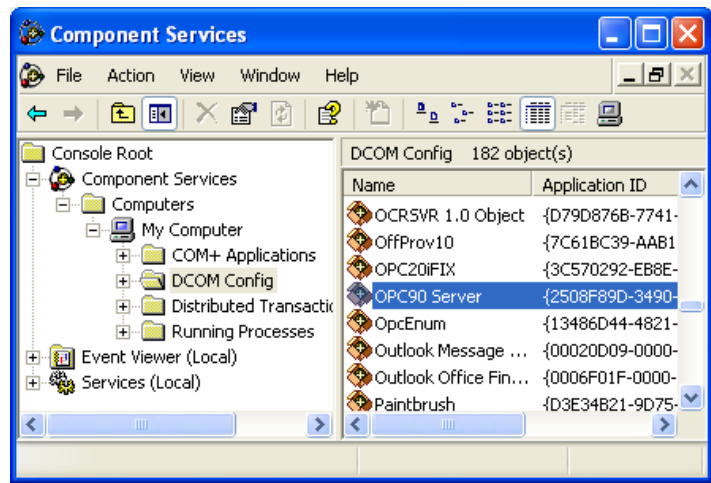 Component Services
File Action View Window Help
Console Root
Component Services
Computers
My Computer
COM+ Applications
DCOM Config
Distributed Transactic
Running Processes
Event Viewer (Local)
Services (Local)
DCOM Config 182 object(s)
Name Application ID
OCRSVR 1.0 Object {D79D876B-7741-
OffProv10 {7C61BC39-AAB1
OPC20iFIX {3C570292-EB8E-
OPC90 Server {2508F89D-3490-
OpcEnum {13486D44-4821-
Outlook Message ... {00020D09-0000-
Outlook Office Fin... {0006F01F-0000-
Paintbrush {D3E34B21-9D75-